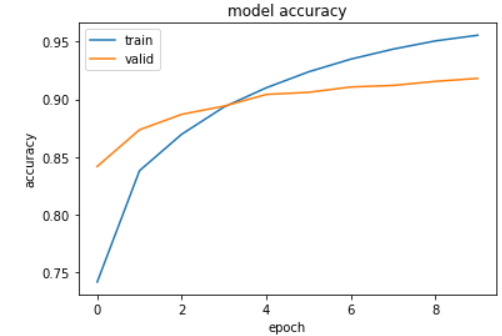 model accuracy
train
valid
accuracy
0.95
0.90
0.85
0.80
0.75
0 2 4 6 8
epoch